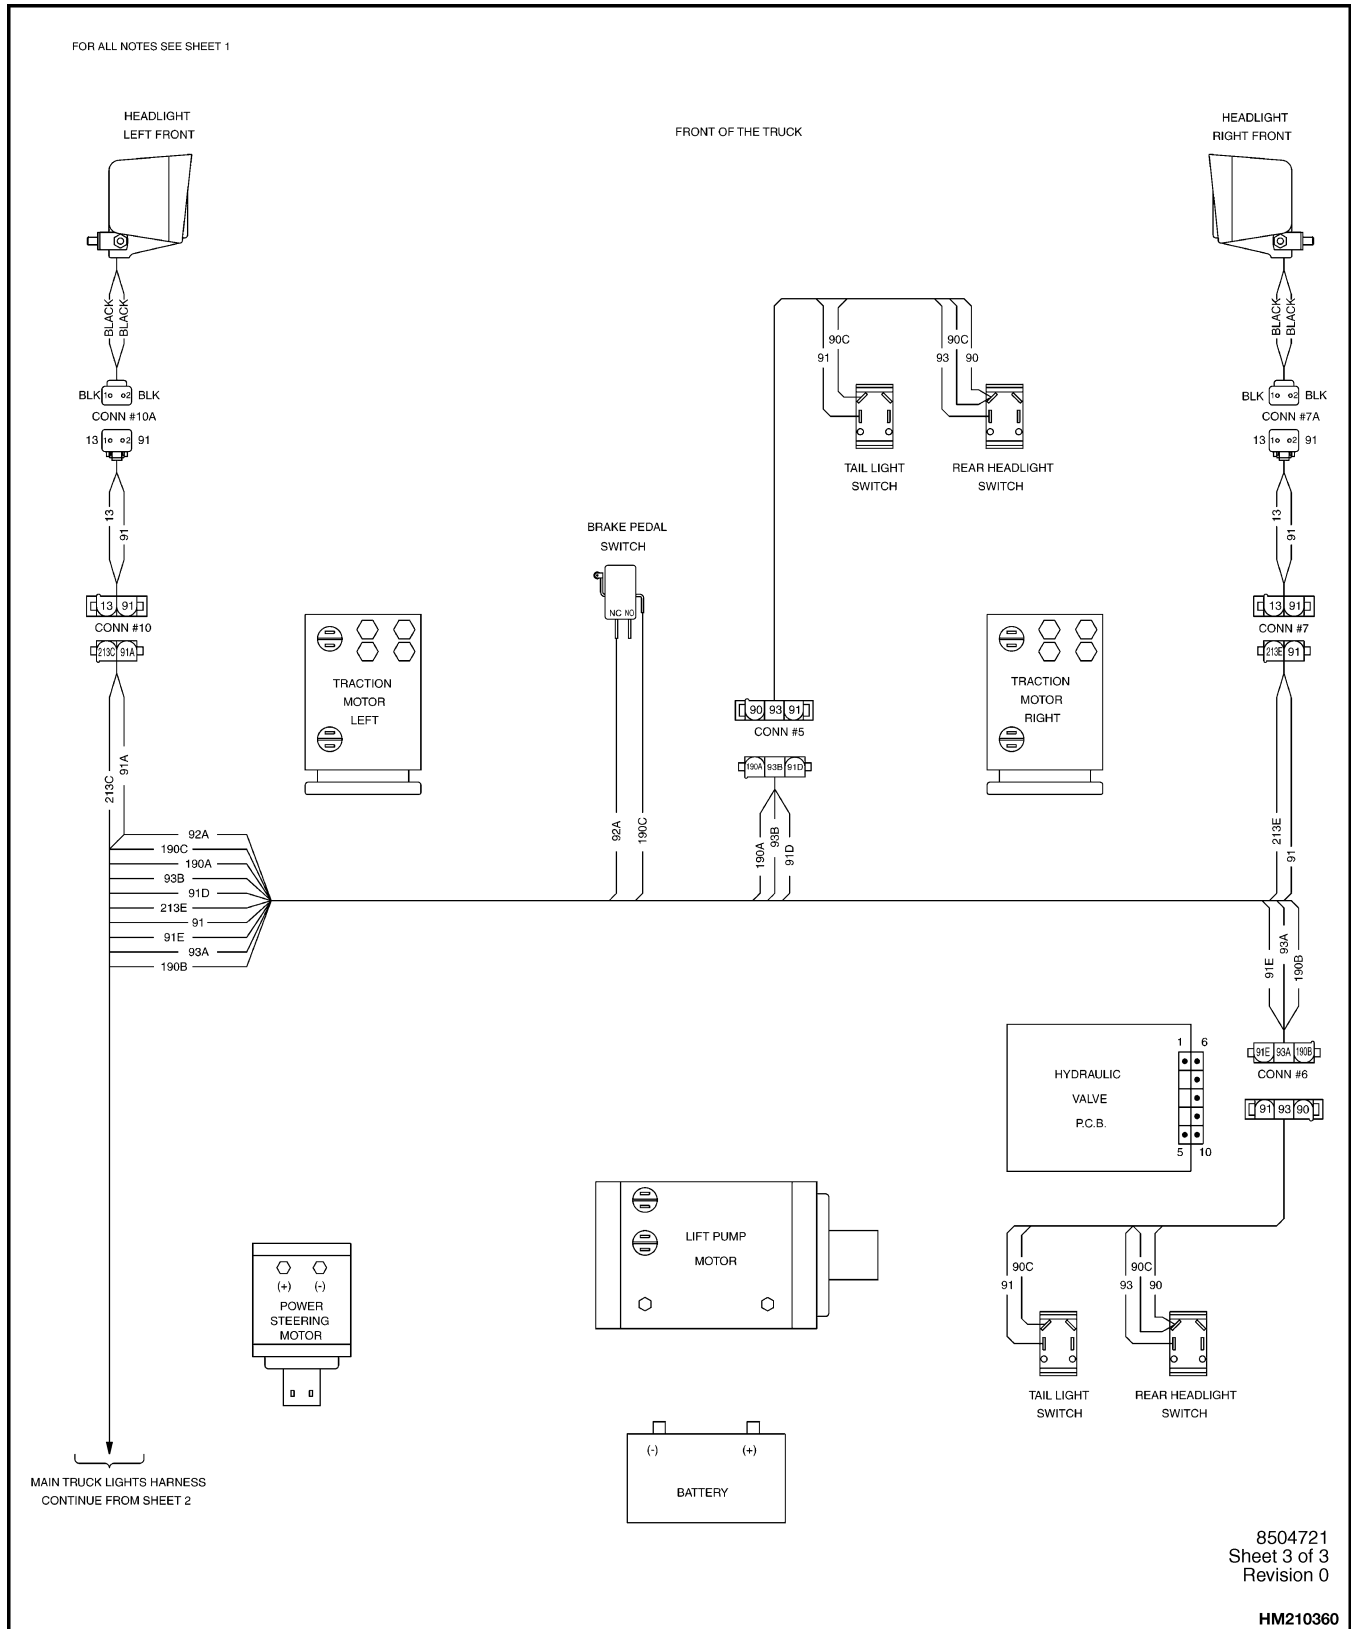 FOR ALL NOTES SEE SHEET 1
HEADLIGHT
LEFT FRONT
FRONT OF THE TRUCK
HEADLIGHT
RIGHT FRONT
BLACK
BLACK
BLACK
BLACK
BLK 1 2 BLK
CONN #10A
13 1 2 91
BLK 1 2 BLK
CONN #7A
13 1 2 91
90C
91
90C
93 90
TAIL LIGHT
SWITCH
REAR HEADLIGHT
SWITCH
13
91
13
91
BRAKE PEDAL
SWITCH
NC NO
13 91
CONN #10
213C 91A
13 91
CONN #7
213E 91
TRACTION
MOTOR
LEFT
TRACTION
MOTOR
RIGHT
90 93 91
CONN #5
190A 93B 91D
213C
91A
92A
190C
190A
93B
91D
213E
91
92A
190C
190A
93B
91D
213E
91
91E
93A
190B
91E
93A
190B
91E 93A 190B
CONN #6
91 93 90
1 6
HYDRAULIC
VALVE
P.C.B.
5 10
LIFT PUMP
MOTOR
(+) (-)
POWER
STEERING
MOTOR
90C
91
90C
93 90
TAIL LIGHT
SWITCH
REAR HEADLIGHT
SWITCH
(-) (+)
BATTERY
MAIN TRUCK LIGHTS HARNESS
CONTINUE FROM SHEET 2
8504721
Sheet 3 of 3
Revision 0
HM210360